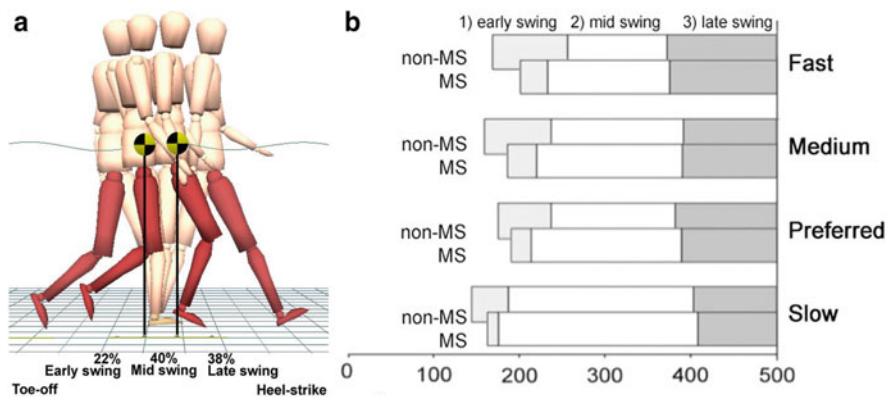 a
22% 40% 38%
Early swing Mid swing Late swing
Toe-off Heel-strike
b
1) early swing 2) mid swing 3) late swing
non-MS
MS
Fast
non-MS
MS
Medium
non-MS
MS
Preferred
non-MS
MS
Slow
0 100 200 300 400 500